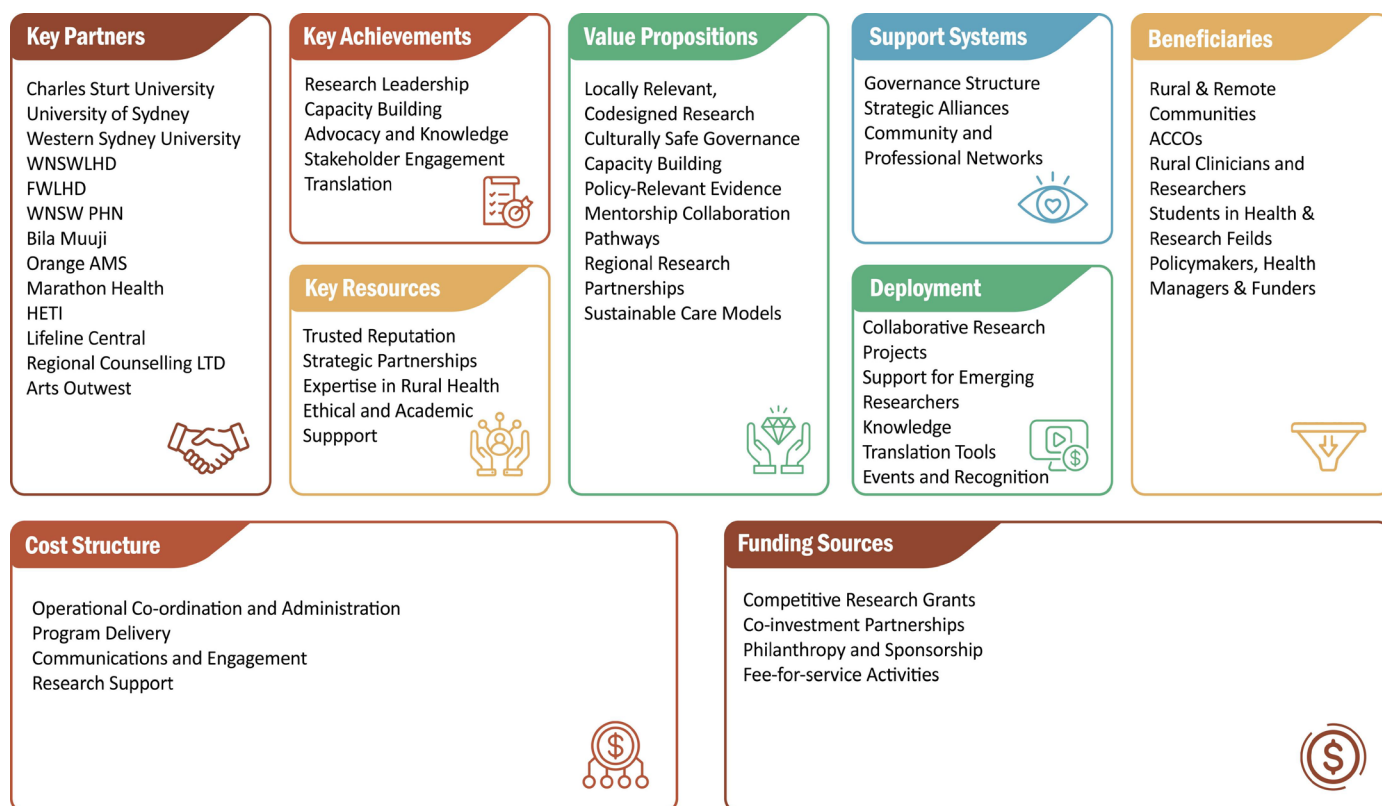 Key Partners
Charles Sturt University
University of Sydney
Western Sydney University
WNSWLHD
FWLHD
WNSW PHN
Bila Muuji
Orange AMS
Marathon Health
HETI
Lifeline Central
Regional Counselling LTD
Arts Outwest
Key Achievements
Research Leadership
Capacity Building
Advocacy and Knowledge
Stakeholder Engagement
Translation
Key Resources
Trusted Reputation
Strategic Partnerships
Expertise in Rural Health
Ethical and Academic
Suppport
Value Propositions
Locally Relevant,
Codesigned Research
Culturally Safe Governance
Capacity Building
Policy-Relevant Evidence
Mentorship Collaboration
Pathways
Regional Research
Partnerships
Sustainable Care Models
Support Systems
Governance Structure
Strategic Alliances
Community and
Professional Networks
Deployment
Collaborative Research
Projects
Support for Emerging
Researchers
Knowledge
Translation Tools
Events and Recognition
$
Beneficiaries
Rural & Remote
Communities
ACCOs
Rural Clinicians and
Researchers
Students in Health &
Research Feilds
Policymakers, Health
Managers & Funders
Cost Structure
Operational Co-ordination and Administration
Program Delivery
Communications and Engagement
Research Support
$
Funding Sources
Competitive Research Grants
Co-investment Partnerships
Philanthropy and Sponsorship
Fee-for-service Activities
$